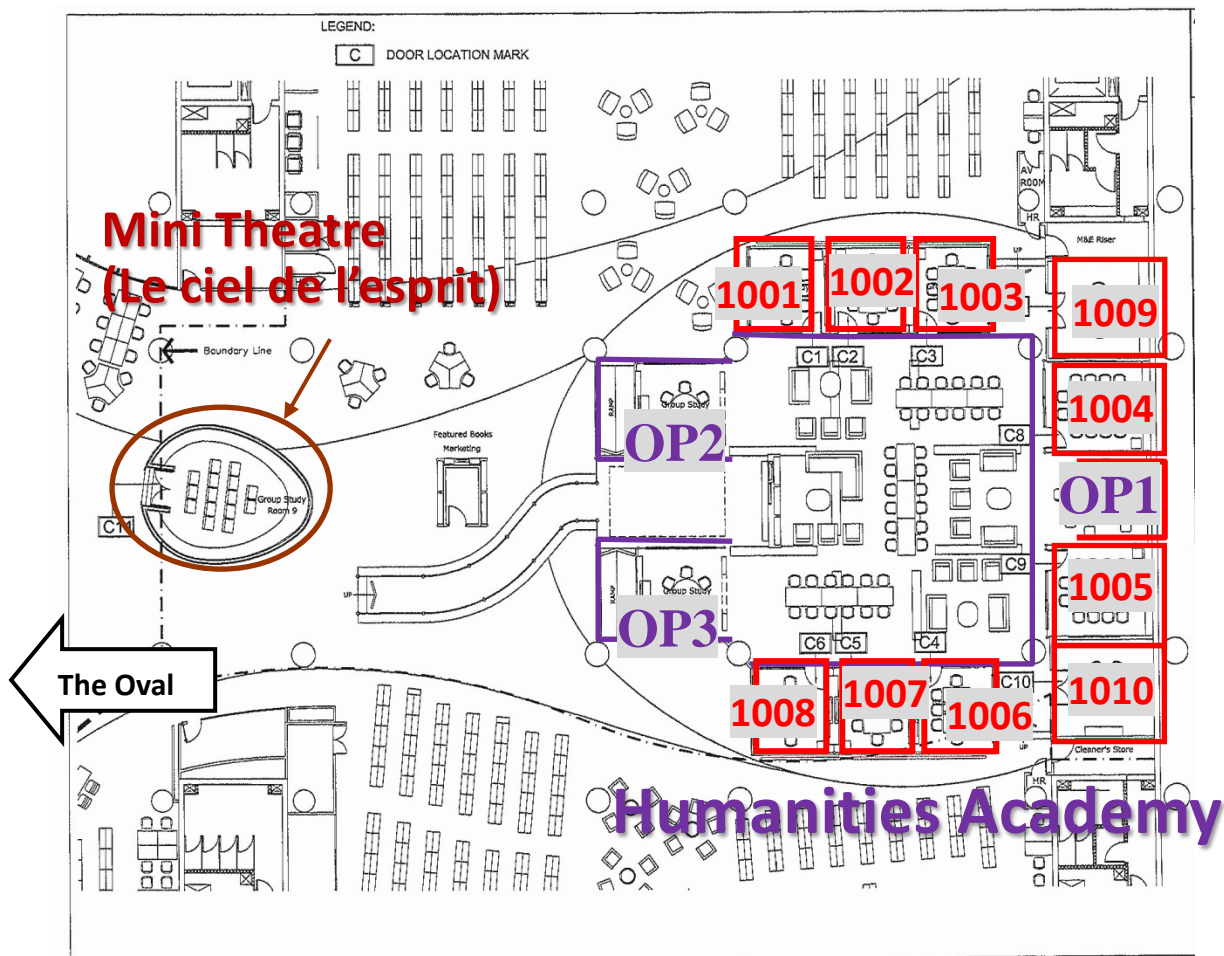 LEGEND:
C DOOR LOCATION MARK
AV
ROOM
HR
Mini Theatre
(Le ciel de l’esprit)
M&E Riser
UP
1001
1002
1003
1009
Boundary Line
C1
C2
C3
Group Study
RAMP
OP2
1004
C8
Featured Books
Marketing
Group Study
Room 9
C11
OP1
C9
1005
Group Study
RAMP
OP3
UP
C6
C5
C4
The Oval
1008
1007
1006
C10
1010
UP
Cleaner's Store
HR
Humanities Academy